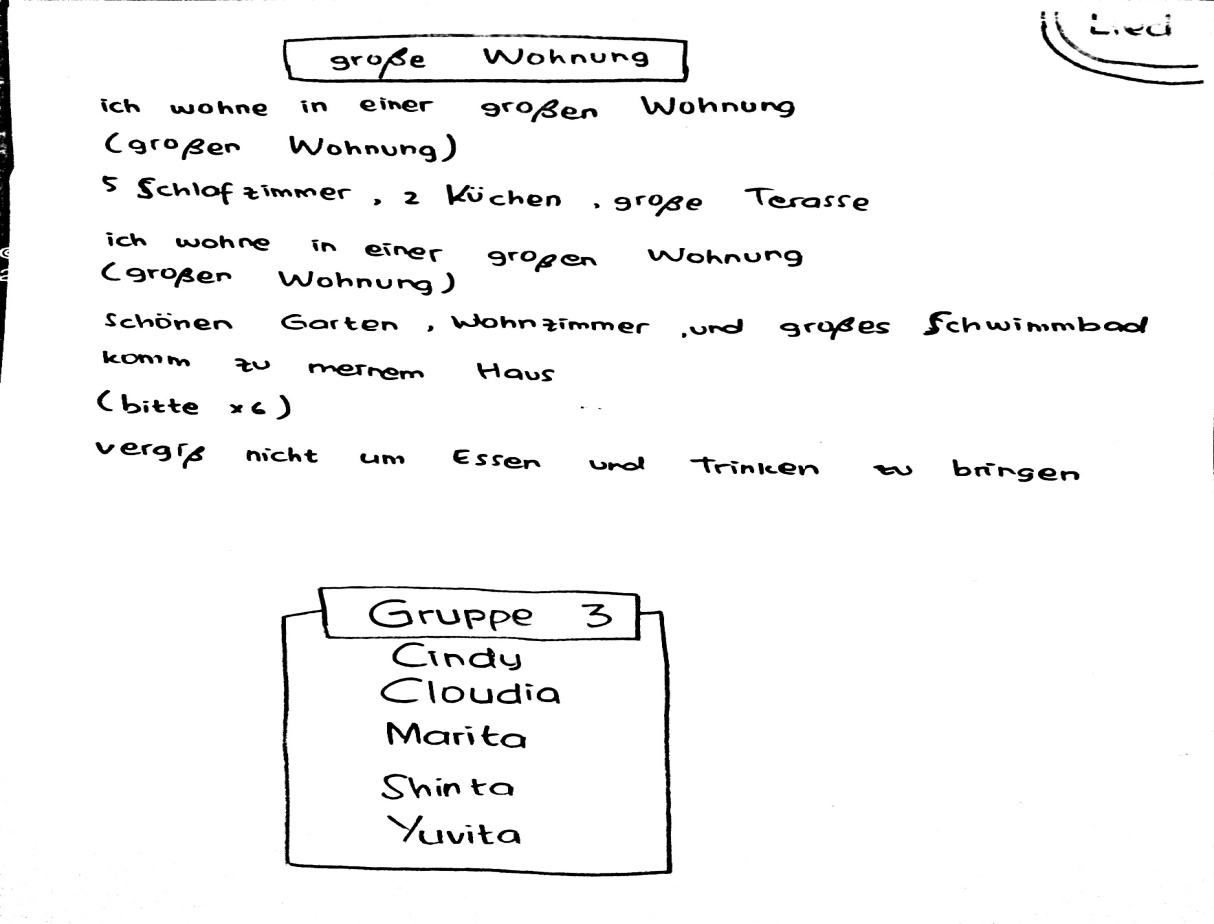 Lied
große Wohnung
ich wohne in einer großen Wohnung
(großen Wohnung)
5 Schlafzimmer, 2 Küchen, große Terasse
ich wohne in einer großen Wohnung
(großen Wohnung)
Schönen Garten, Wohnzimmer, und großes Schwimmbad
komm zu meinem Haus
(bitte x6)
vergiß nicht um Essen und Trinken zu bringen
Gruppe 3
Cindy
Cloudia
Marita
Shinta
Yuvita